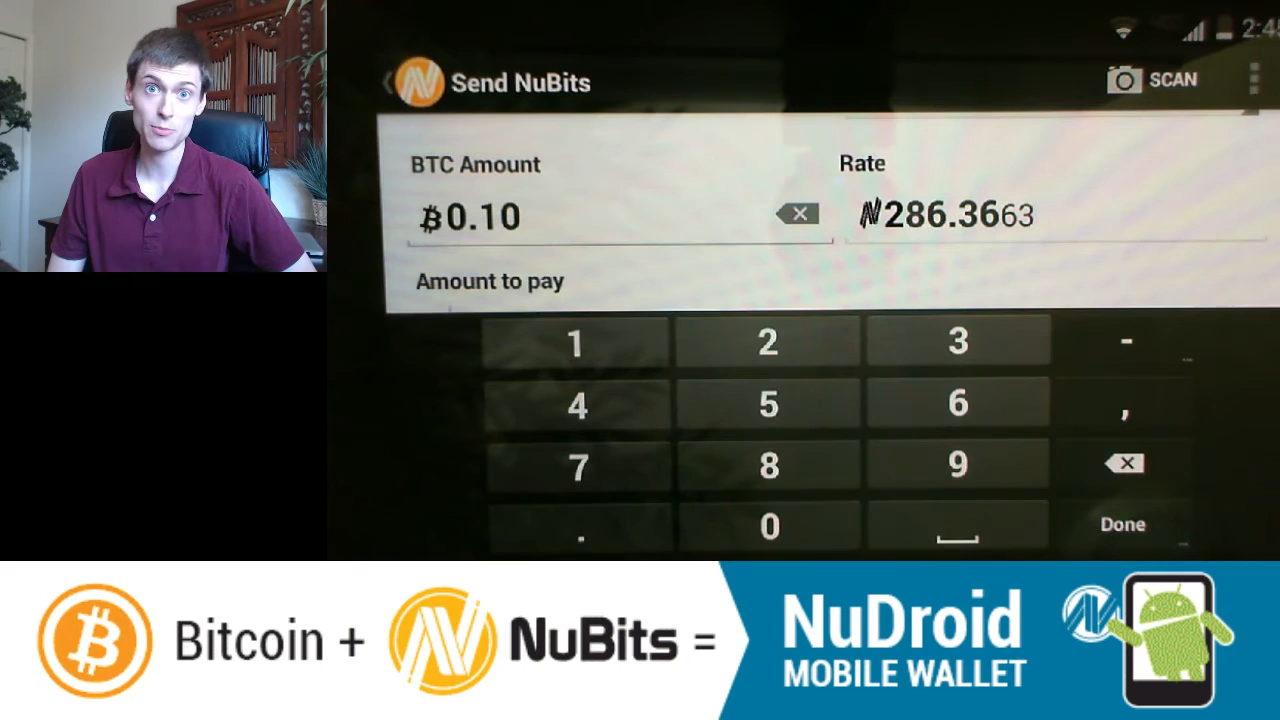 2:4
Send NuBits
SCAN
BTC Amount
Rate
₿0.10
286.3663
Amount to pay
1 2 3 -
4 5 6 ,
7 8 9
. 0
Done
Bitcoin + NuBits =
NuDroid
MOBILE WALLET